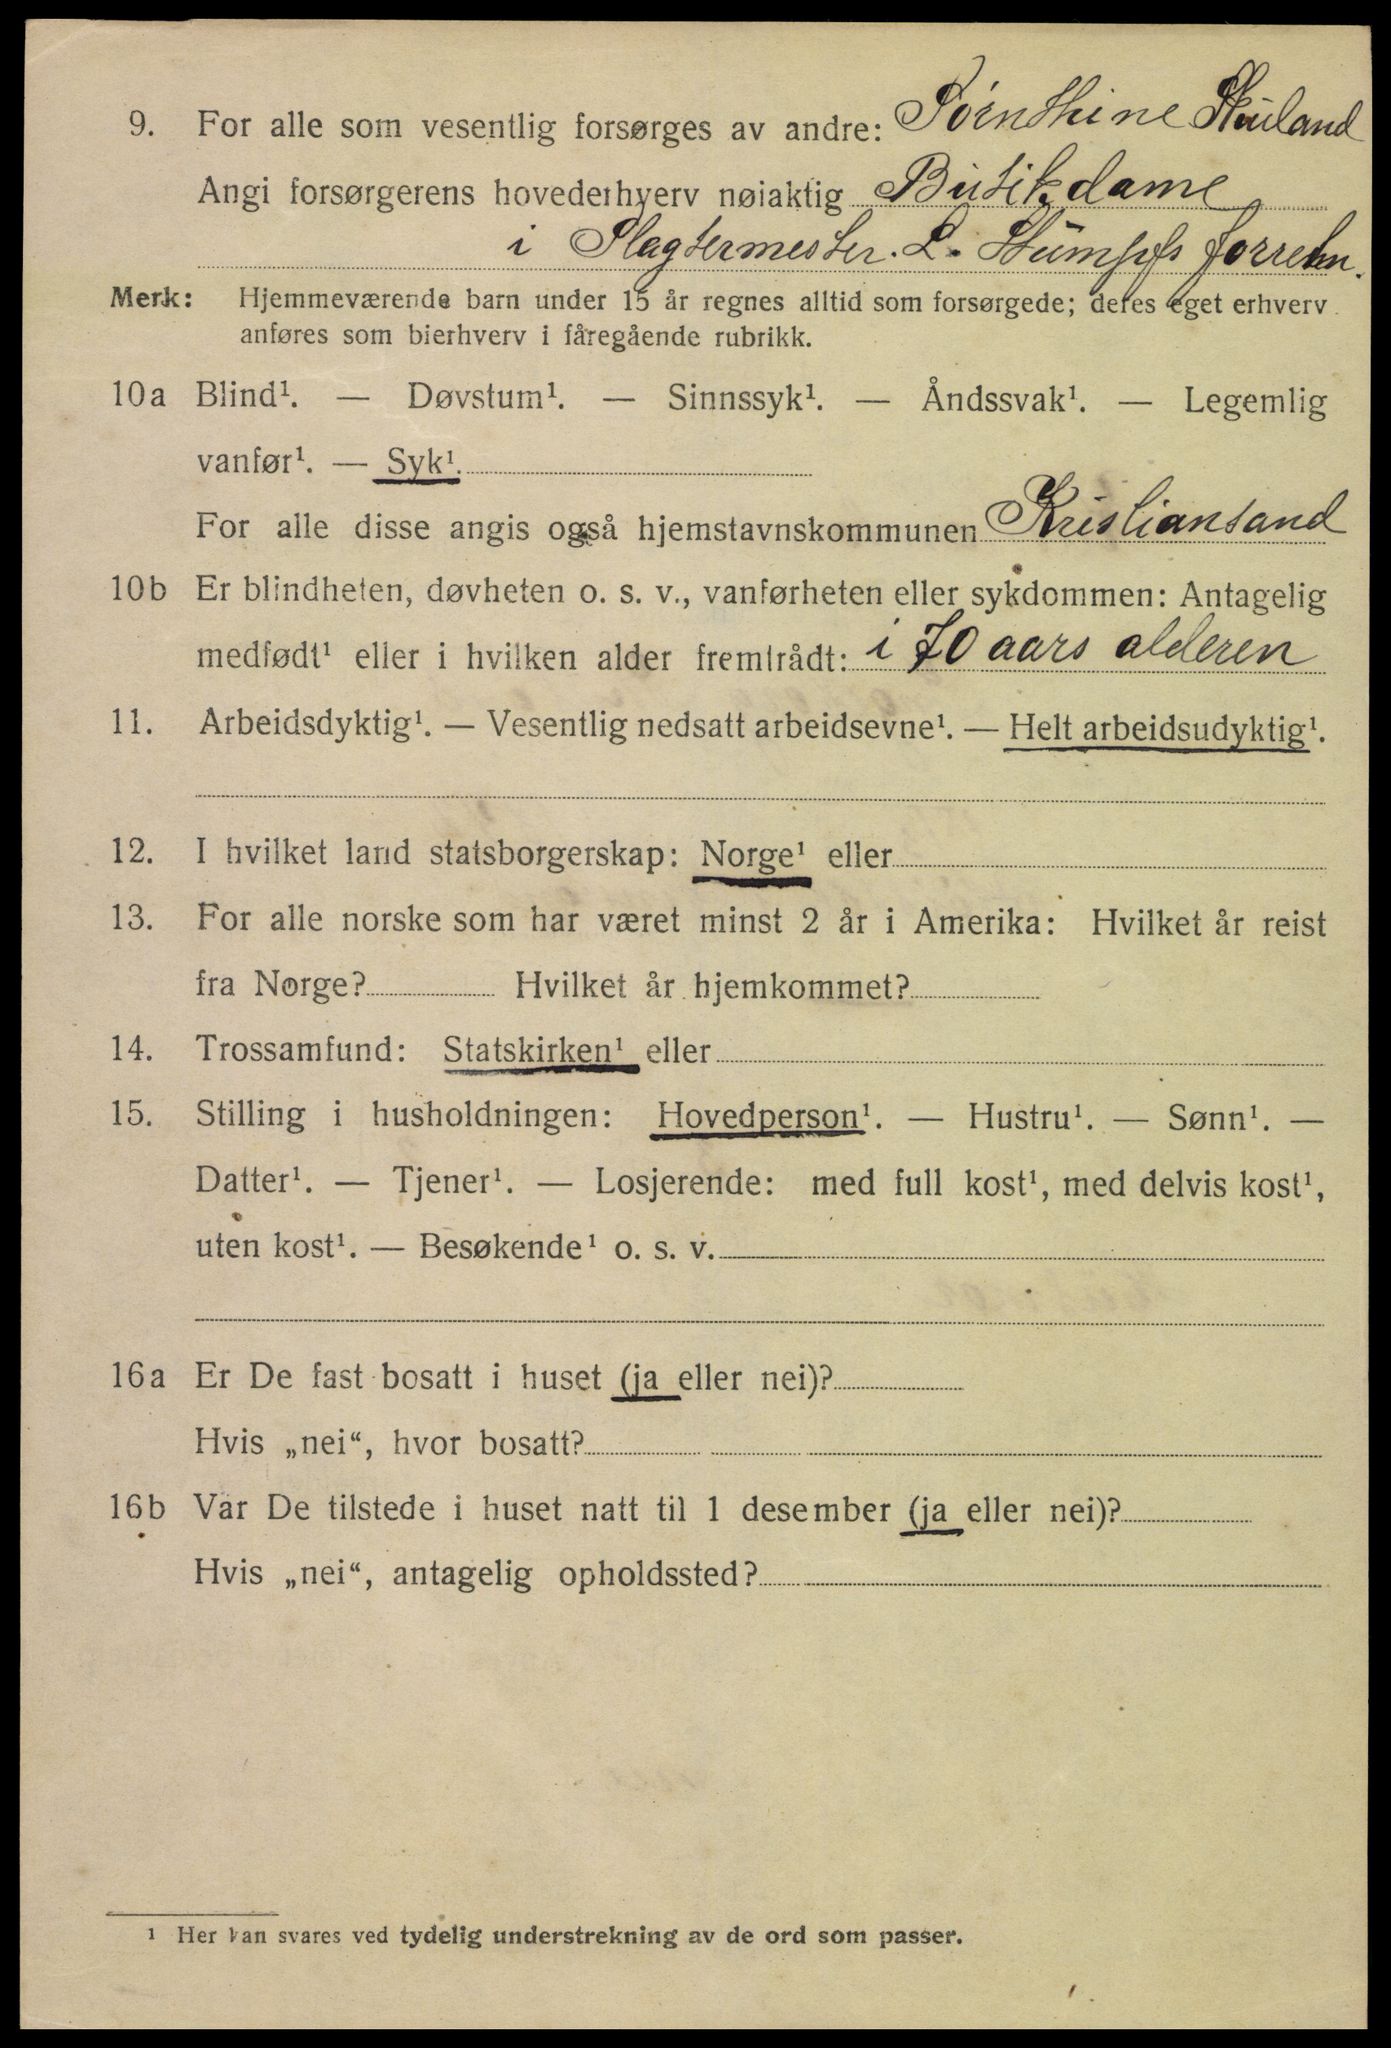 9. For alle som vesentlig forsørges av andre: Størnthine Skuland
Angi forsørgerens hovederhverv nøiaktig Butikdame
i Slagtermester. L. Stümpfs forretn.
Merk: Hjemmeværende barn under 15 år regnes alltid som forsørgede; deres eget erhverv
anføres som bierhverv i fåregående rubrikk.
10a Blind¹. — Døvstum¹. — Sinnssyk¹. — Åndssvak¹. — Legemlig
vanfør¹. — Syk¹.
For alle disse angis også hjemstavnskommunen Kristiansand
10b Er blindheten, døvheten o. s. v., vanførheten eller sykdommen: Antagelig
medfødt¹ eller i hvilken alder fremtrådt: i 70 aars alderen
11. Arbeidsdyktig¹. — Vesentlig nedsatt arbeidsevne¹. — Helt arbeidsudyktig¹.
12. I hvilket land statsborgerskap: Norge¹ eller
13. For alle norske som har været minst 2 år i Amerika: Hvilket år reist
fra Norge? Hvilket år hjemkommet?
14. Trossamfund: Statskirken¹ eller
15. Stilling i husholdningen: Hovedperson¹. — Hustru¹. — Sønn¹. —
Datter¹. — Tjener¹. — Losjerende: med full kost¹, med delvis kost¹,
uten kost¹. — Besøkende¹ o. s. v.
16a Er De fast bosatt i huset (ja eller nei)?
Hvis „nei“, hvor bosatt?
16b Var De tilstede i huset natt til 1 desember (ja eller nei)?
Hvis „nei“, antagelig opholdssted?
¹ Her kan svares ved tydelig understrekning av de ord som passer.